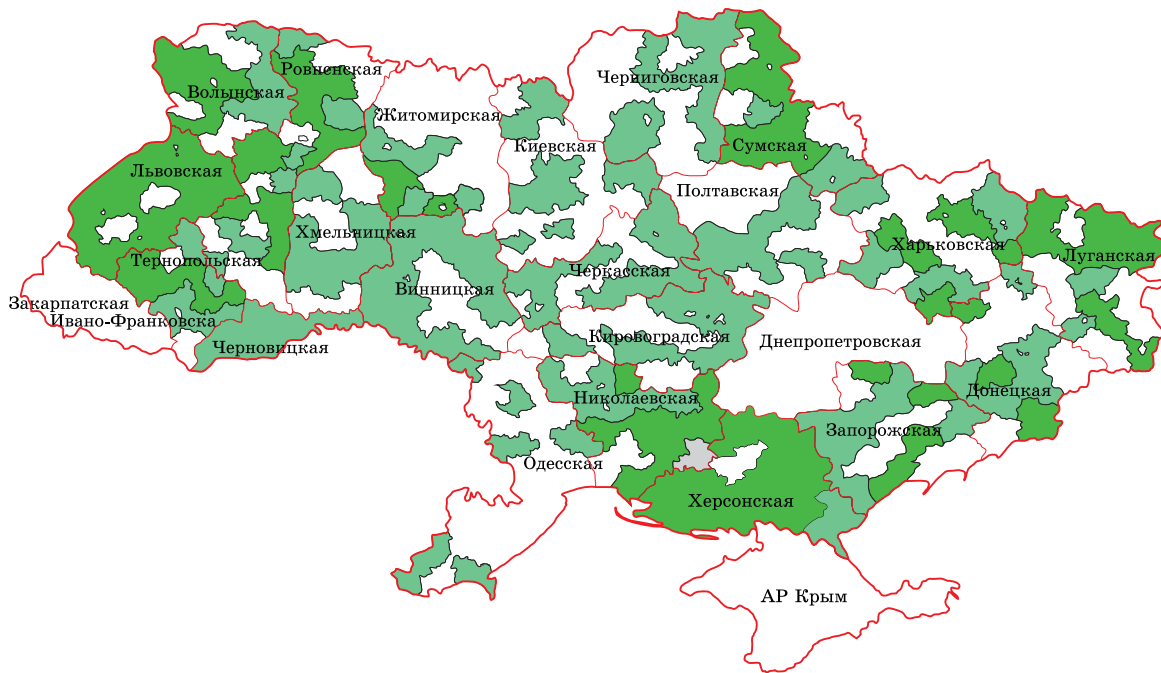 Ровненская
Волынская
Черниговская
Житомирская
Киевская
Сумская
Львовская
Полтавская
Хмельницкая
Харьковская
Тернопольская
Черкасская
Луганская
Винницкая
Закарпатская
Ивано-Франковска
Кировоградская
Днепропетровская
Черновицкая
Донецкая
Николаевская
Запорожская
Одесская
Херсонская
АР Крым